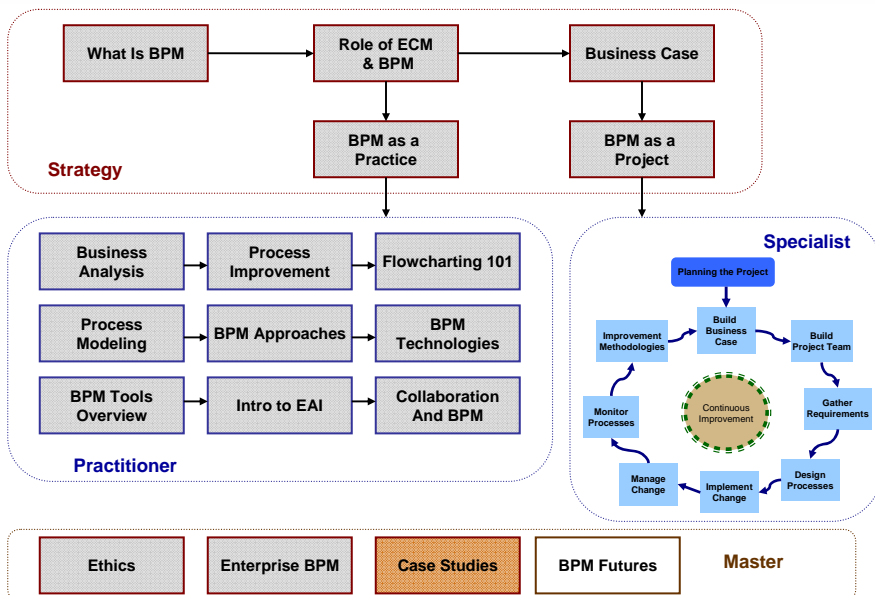 What Is BPM
Role of ECM
& BPM
Business Case
BPM as a
Practice
BPM as a
Project
Strategy
Business
Analysis
Process
Improvement
Flowcharting 101
Process
Modeling
BPM Approaches
BPM
Technologies
BPM Tools
Overview
Intro to EAI
Collaboration
And BPM
Practitioner
Specialist
Planning the Project
Build
Business
Case
Build
Project Team
Gather
Requirements
Design
Processes
Implement
Change
Manage
Change
Monitor
Processes
Improvement
Methodologies
Continuous
Improvement
Ethics
Enterprise BPM
Case Studies
BPM Futures
Master